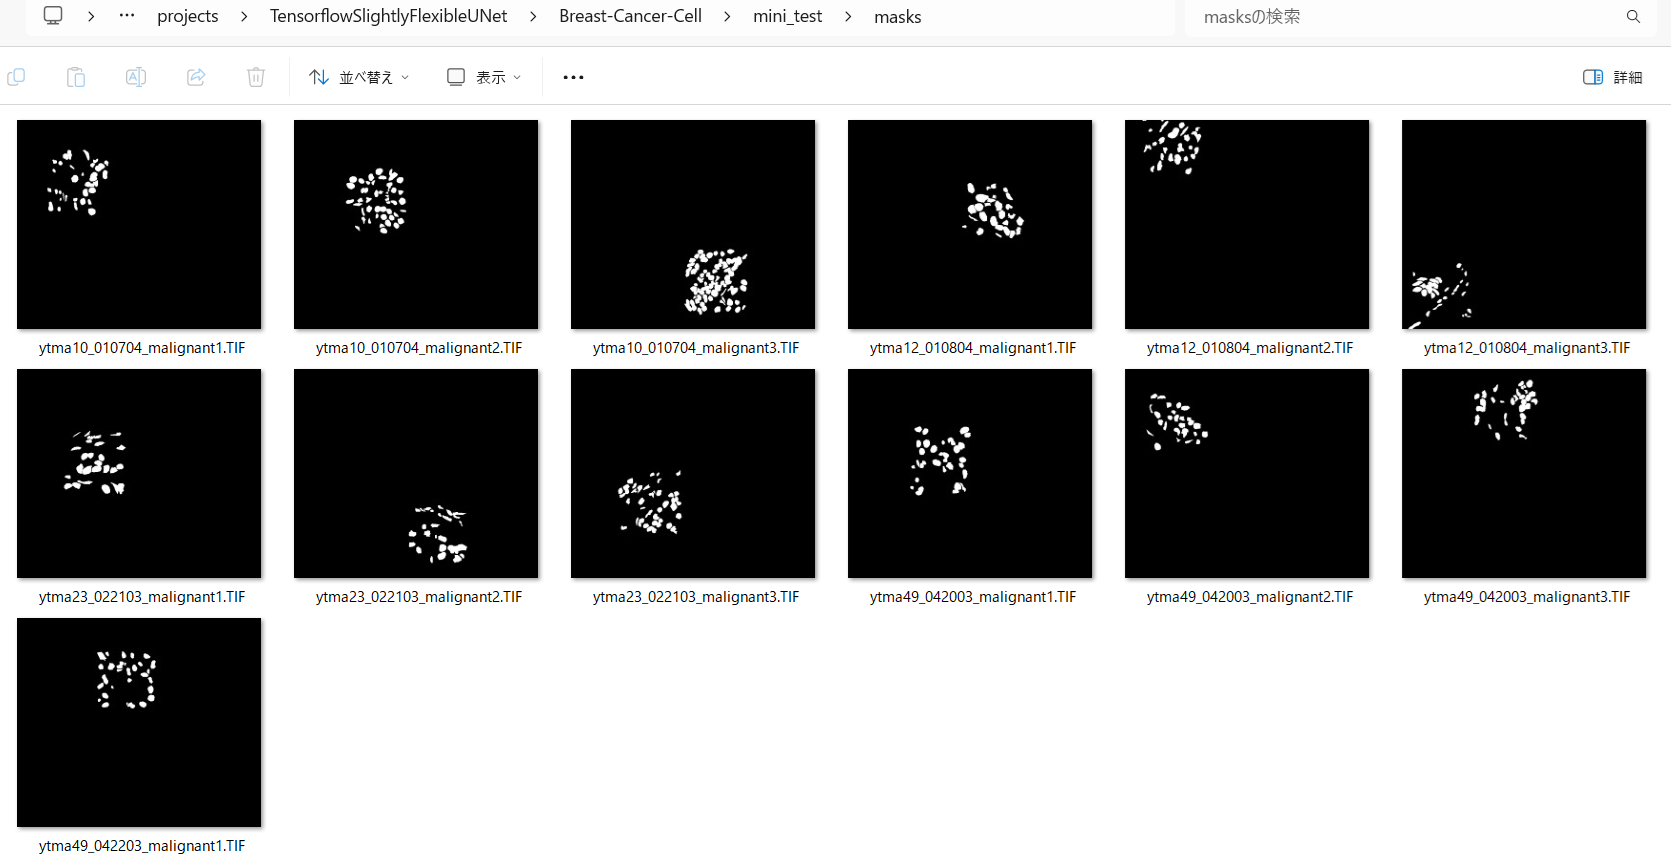 projects > TensorflowSlightlyFlexibleUNet > Breast-Cancer-Cell > mini_test > masks
masksの検索
並べ替え
表示
詳細
ytma10_010704_malignant1.TIF
ytma10_010704_malignant2.TIF
ytma10_010704_malignant3.TIF
ytma12_010804_malignant1.TIF
ytma12_010804_malignant2.TIF
ytma12_010804_malignant3.TIF
ytma23_022103_malignant1.TIF
ytma23_022103_malignant2.TIF
ytma23_022103_malignant3.TIF
ytma49_042003_malignant1.TIF
ytma49_042003_malignant2.TIF
ytma49_042003_malignant3.TIF
ytma49_042203_malignant1.TIF